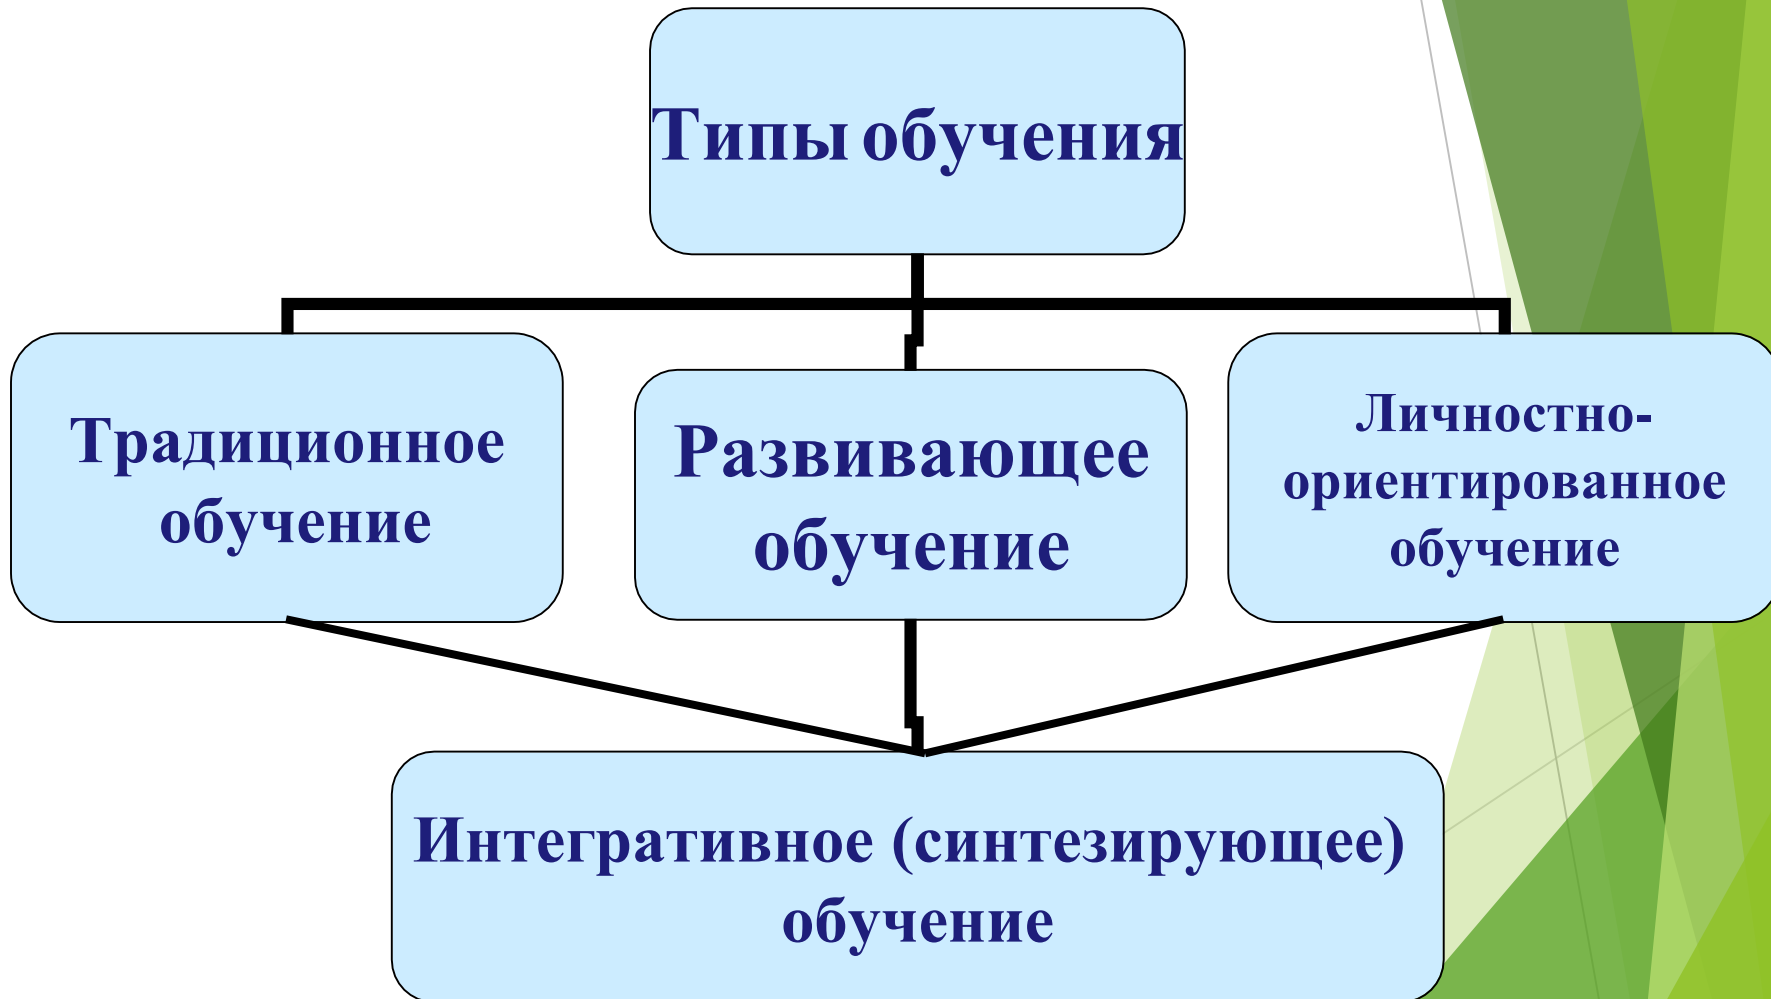 Типы обучения
Традиционное
обучение
Развивающее
обучение
Личностно-
ориентированное
обучение
Интегративное (синтезирующее)
обучение